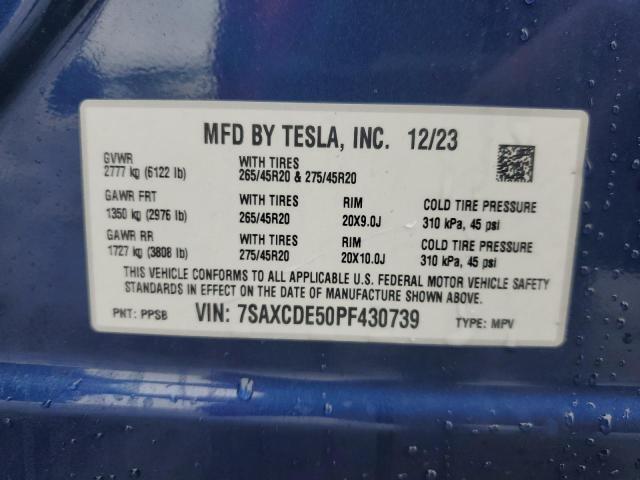 MFD BY TESLA, INC. 12/23
GVWR
2777 kg (6122 lb)
WITH TIRES
265/45R20 & 275/45R20
GAWR FRT
1350 kg (2976 lb)
WITH TIRES
265/45R20
RIM
20X9.0J
COLD TIRE PRESSURE
310 kPa, 45 psi
GAWR RR
1727 kg (3808 lb)
WITH TIRES
275/45R20
RIM
20X10.0J
COLD TIRE PRESSURE
310 kPa, 45 psi
THIS VEHICLE CONFORMS TO ALL APPLICABLE U.S. FEDERAL MOTOR VEHICLE SAFETY
STANDARDS IN EFFECT ON THE DATE OF MANUFACTURE SHOWN ABOVE.
PNT: PPSB VIN: 7SAXCDE50PF430739 TYPE: MPV